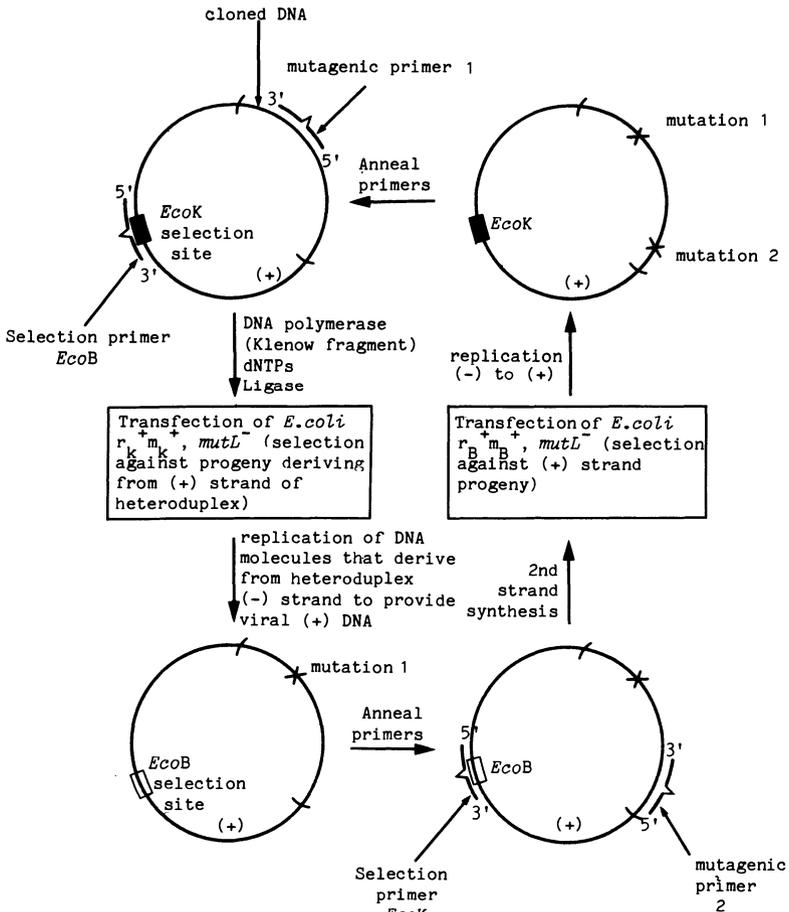 cloned DNA
mutagenic primer 1
3'
5'
5'
EcoK
selection
site
3'
(+)
Selection primer
EcoB
Anneal
primers
mutation 1
EcoK
mutation 2
(+)
DNA polymerase
(Klenow fragment)
dNTPs
Ligase
replication
(-) to (+)
Transfection of E.coli
rk+mk+, mutL- (selection
against progeny deriving
from (+) strand of
heteroduplex)
Transfection of E.coli
rB+mB+, mutL- (selection
against (+) strand
progeny)
replication of DNA
molecules that derive
from heteroduplex
(-) strand to provide
viral (+) DNA
2nd
strand
synthesis
mutation 1
EcoB
selection
site
(+)
Anneal
primers
5'
EcoB
3'
3'
5'
(+)
Selection
primer
EcoK
mutagenic
primer
2